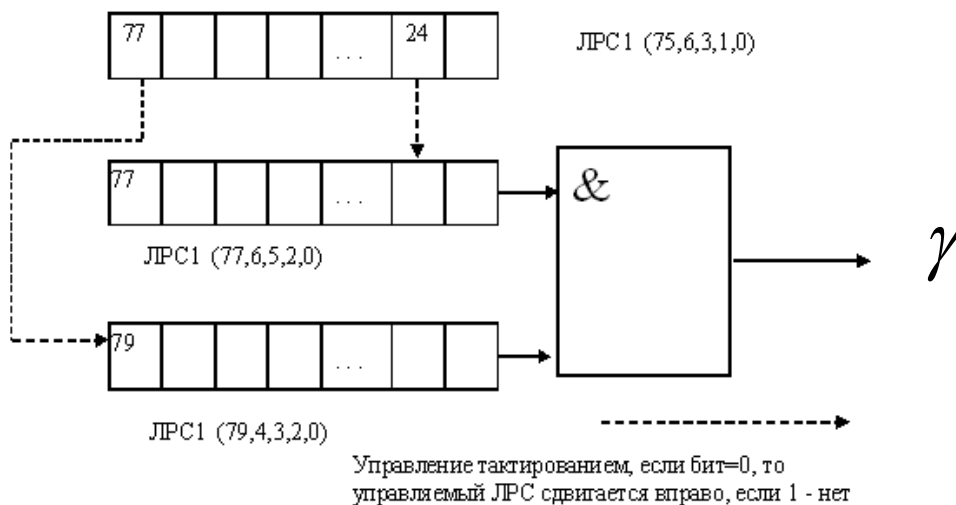 77 ... 24
ЛРС1 (75,6,3,1,0)
77 ...
&
γ
ЛРС1 (77,6,5,2,0)
79 ...
ЛРС1 (79,4,3,2,0)
Управление тактированием, если бит=0, то
управляемый ЛРС сдвигается вправо, если 1 - нет